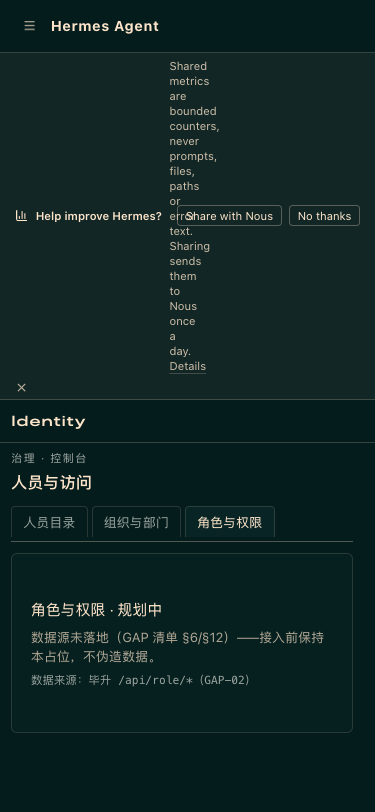 Hermes Agent
Shared
metrics
are
bounded
counters,
never
prompts,
files,
paths
or
error
text.
Sharing
sends
them
to
Nous
once
a
day.
Details
Help improve Hermes?
Share with Nous
No thanks
Identity
治理 · 控制台
人员与访问
人员目录
组织与部门
角色与权限
角色与权限 · 规划中
数据源未落地（GAP 清单 §6/§12）——接入前保持
本占位，不伪造数据。
数据来源: 毕升 /api/role/* (GAP-02)